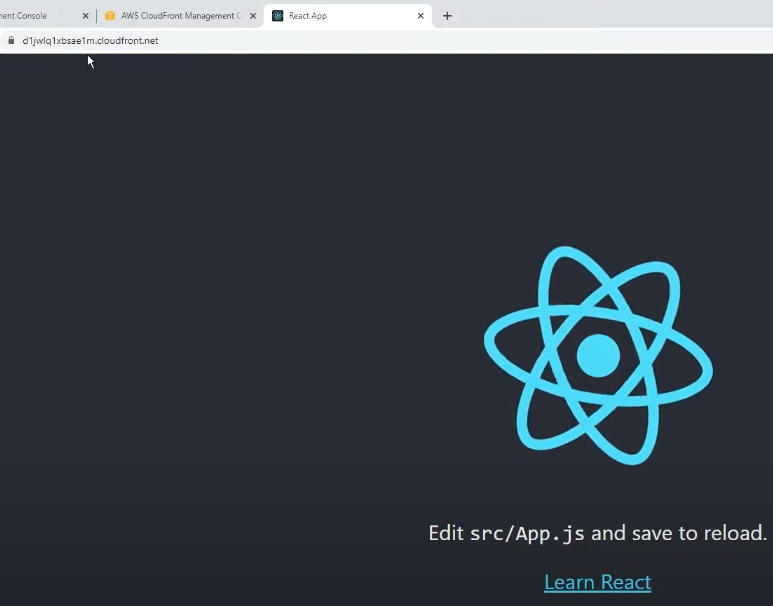 ment Console
AWS CloudFront Management C
React App
d1jwlq1xbsae1m.cloudfront.net
Edit src/App.js and save to reload.
Learn React